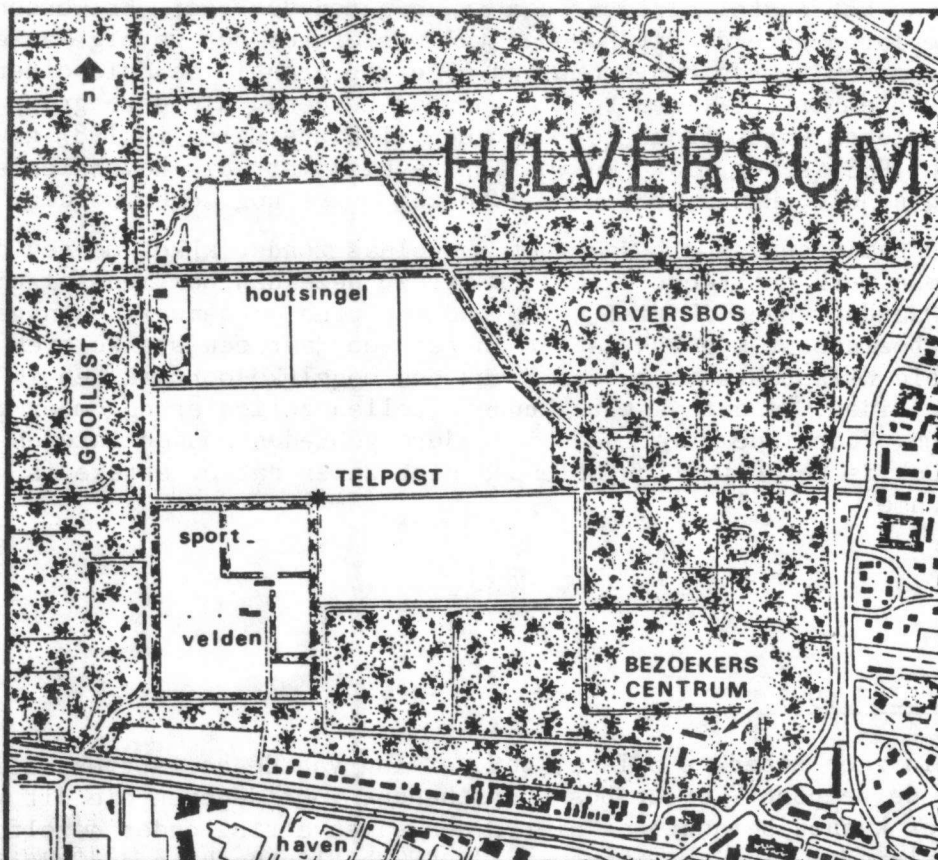 n
HILVERSUM
houtsingel
CORVERSBOS
GOOILUST
TELPOST
sport-
velden
BEZOEKERS
CENTRUM
haven